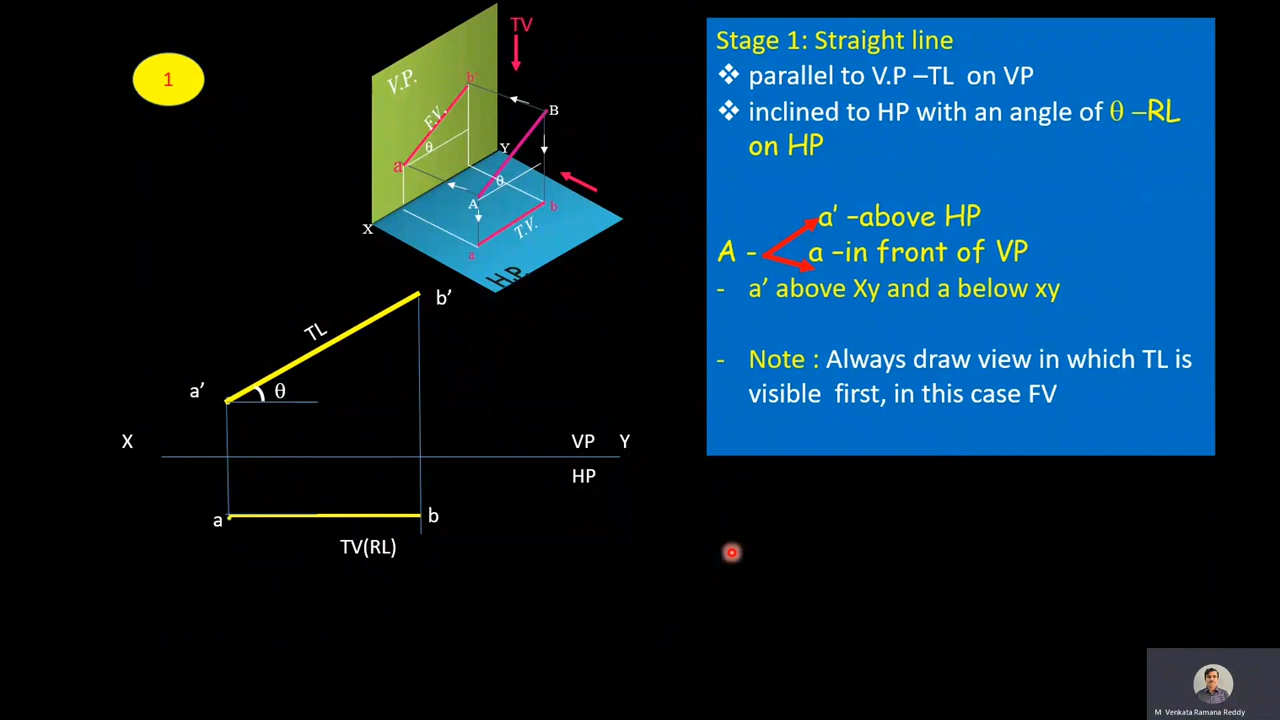 1
TV
V.P.
b'
B
F.V.
θ
a'
Y
θ
A
b
X
T.V.
a
H.P.
Stage 1: Straight line
❖ parallel to V.P –TL on VP
❖ inclined to HP with an angle of θ –RL
on HP
a' –above HP
A - a –in front of VP
- a’ above Xy and a below xy
- Note : Always draw view in which TL is
visible first, in this case FV
b’
TL
a’
θ
X
VP
Y
HP
a
b
TV(RL)
M Venkata Ramana Reddy